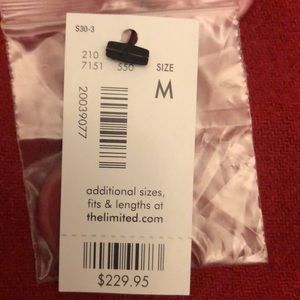 S30-3
210
7151 550 SIZE
M
20039077
additional sizes,
fits & lengths at
thelimited.com
$229.95